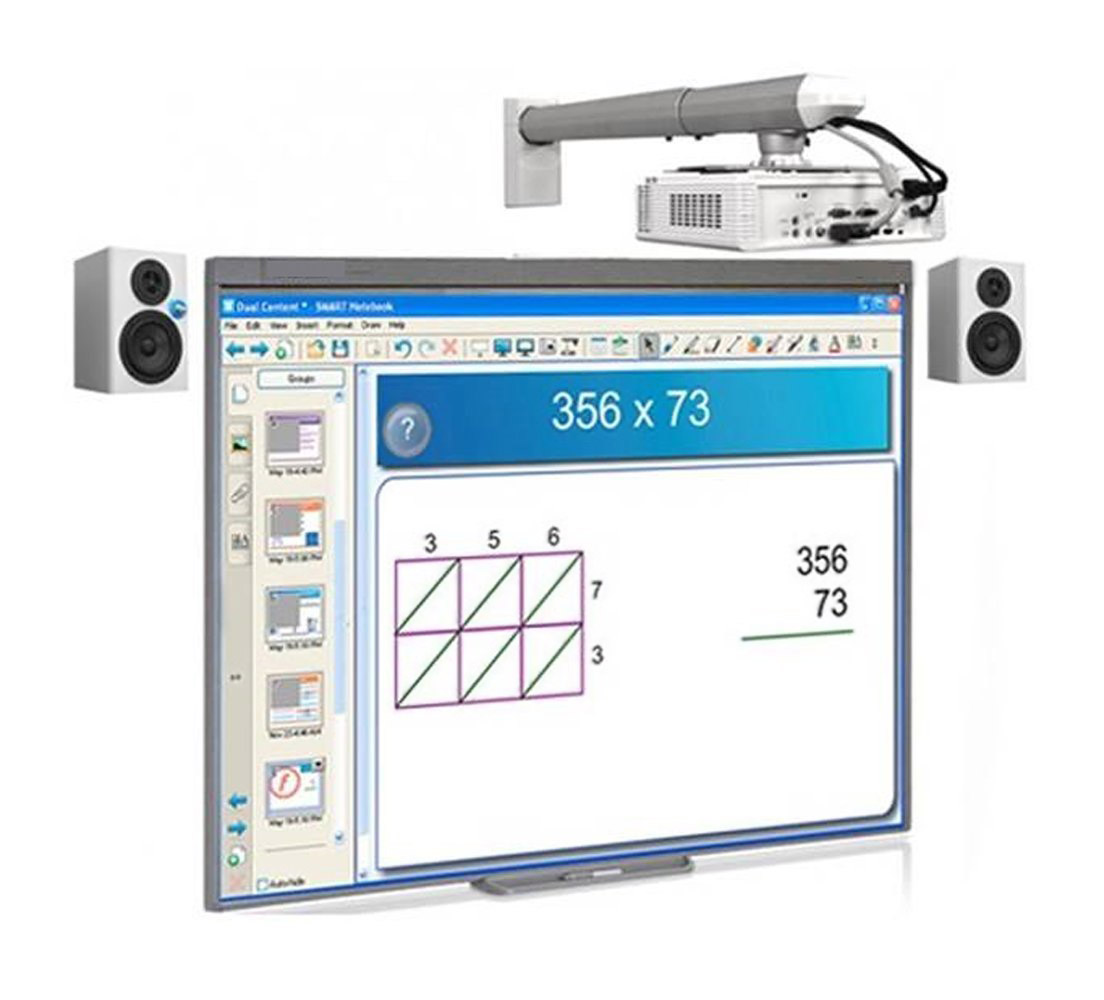 Dual Content * - SMART Notebook
File Edit View Insert Format Draw Help
Groups
?
356 x 73
3 5 6
7
3
356
73
Auto-hide